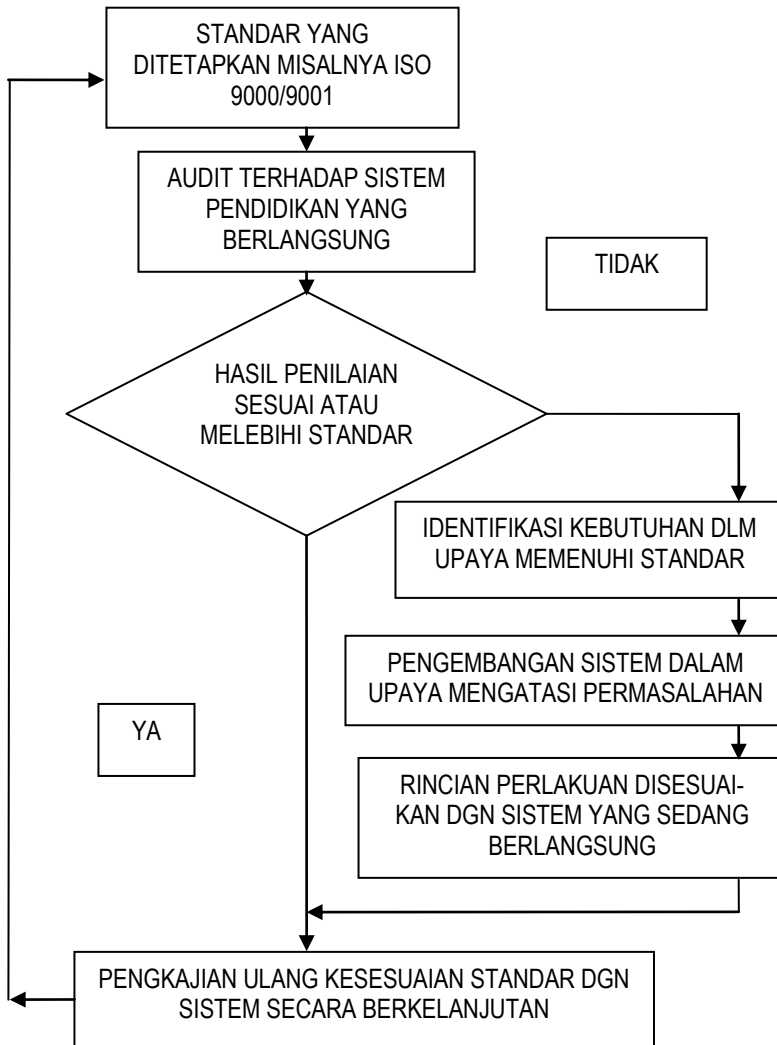 STANDAR YANG
DITETAPKAN MISALNYA ISO
9000/9001
AUDIT TERHADAP SISTEM
PENDIDIKAN YANG
BERLANGSUNG
TIDAK
HASIL PENILAIAN
SESUAI ATAU
MELEBIHI STANDAR
IDENTIFIKASI KEBUTUHAN DLM
UPAYA MEMENUHI STANDAR
PENGEMBANGAN SISTEM DALAM
UPAYA MENGATASI PERMASALAHAN
YA
RINCIAN PERLAKUAN DISESUAI-
KAN DGN SISTEM YANG SEDANG
BERLANGSUNG
PENGKAJIAN ULANG KESESUAIAN STANDAR DGN
SISTEM SECARA BERKELANJUTAN